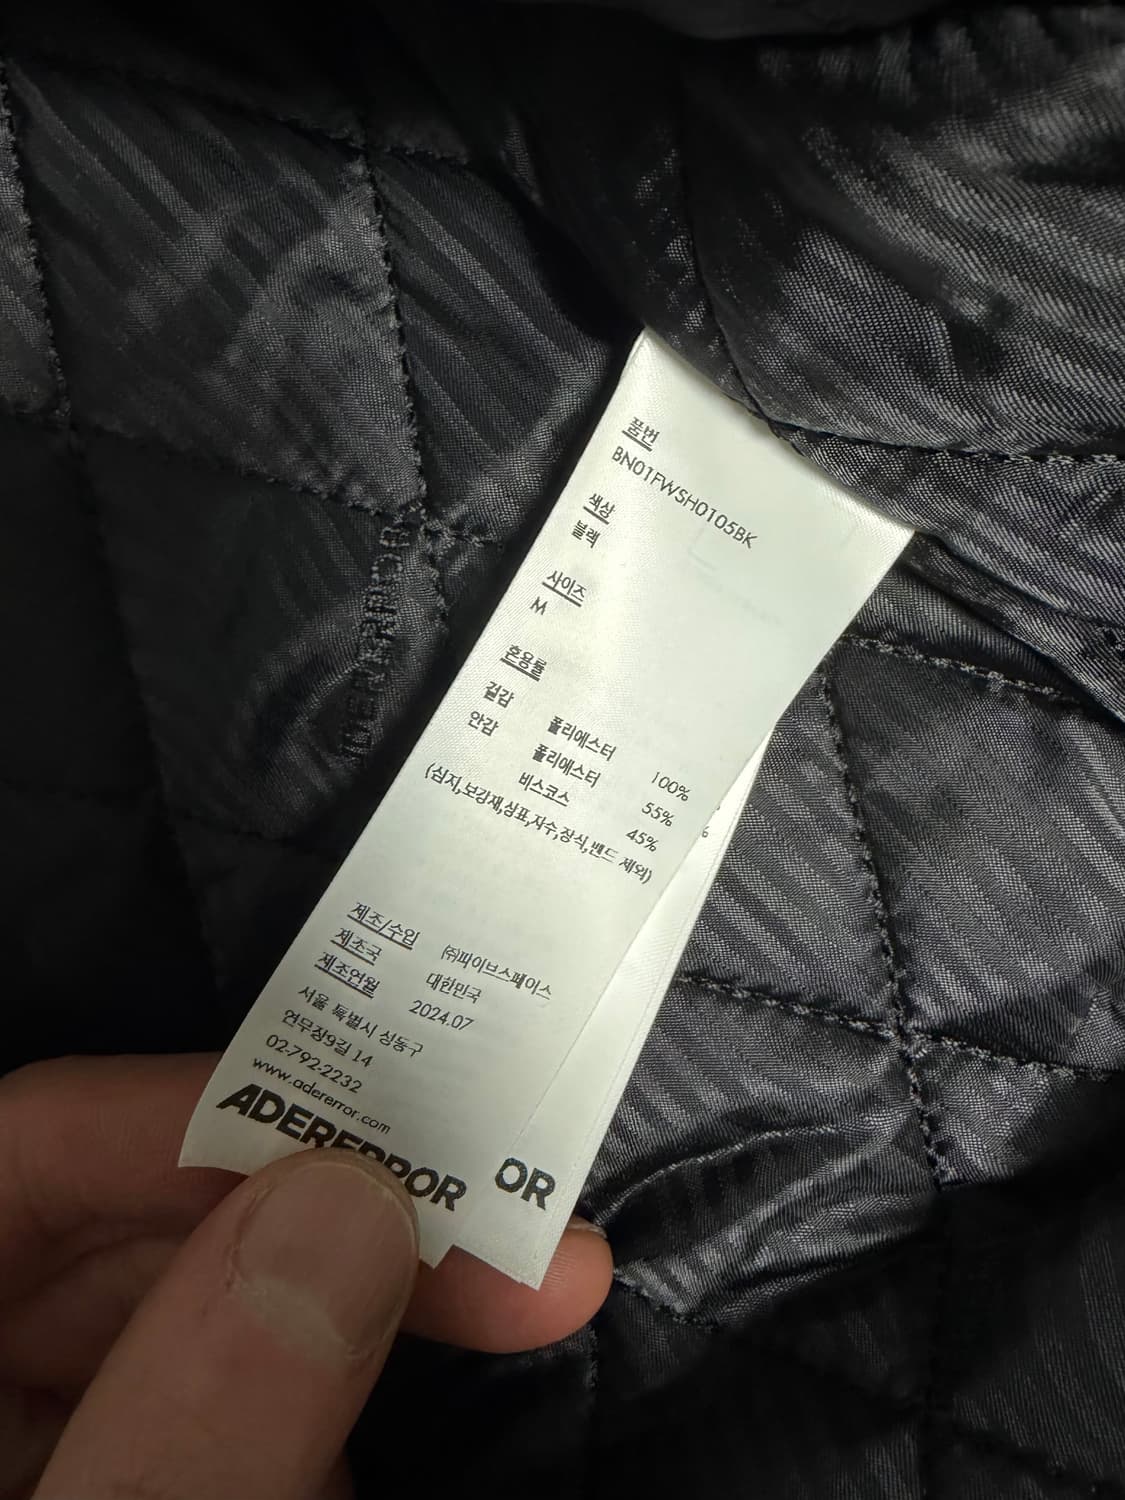 품번
BN01FWSH0105BK
색상
블랙
사이즈
M
혼용률
겉감 폴리에스터 100%
안감 폴리에스터 55%
비스코스 45%
(심지,보강재,심표,자수,장식,밴드 제외)
제조/수입 ㈜파이브스페이스
제조국 대한민국
제조연월 2024.07
서울 특별시 성동구
연무장9길 14
02-792-2232
www.adererror.com
ADERERROR
OR
%